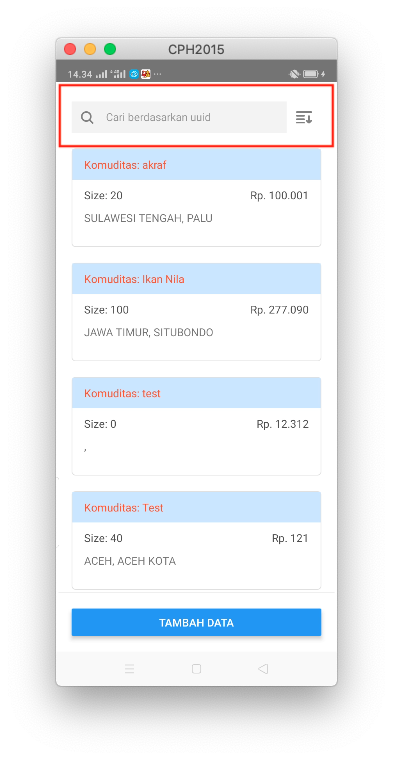 CPH2015
14.34
Cari berdasarkan uuid
Komuditas: akraf
Size: 20
Rp. 100.001
SULAWESI TENGAH, PALU
Komuditas: Ikan Nila
Size: 100
Rp. 277.090
JAWA TIMUR, SITUBONDO
Komuditas: test
Size: 0
Rp. 12.312
,
Komuditas: Test
Size: 40
Rp. 121
ACEH, ACEH KOTA
TAMBAH DATA